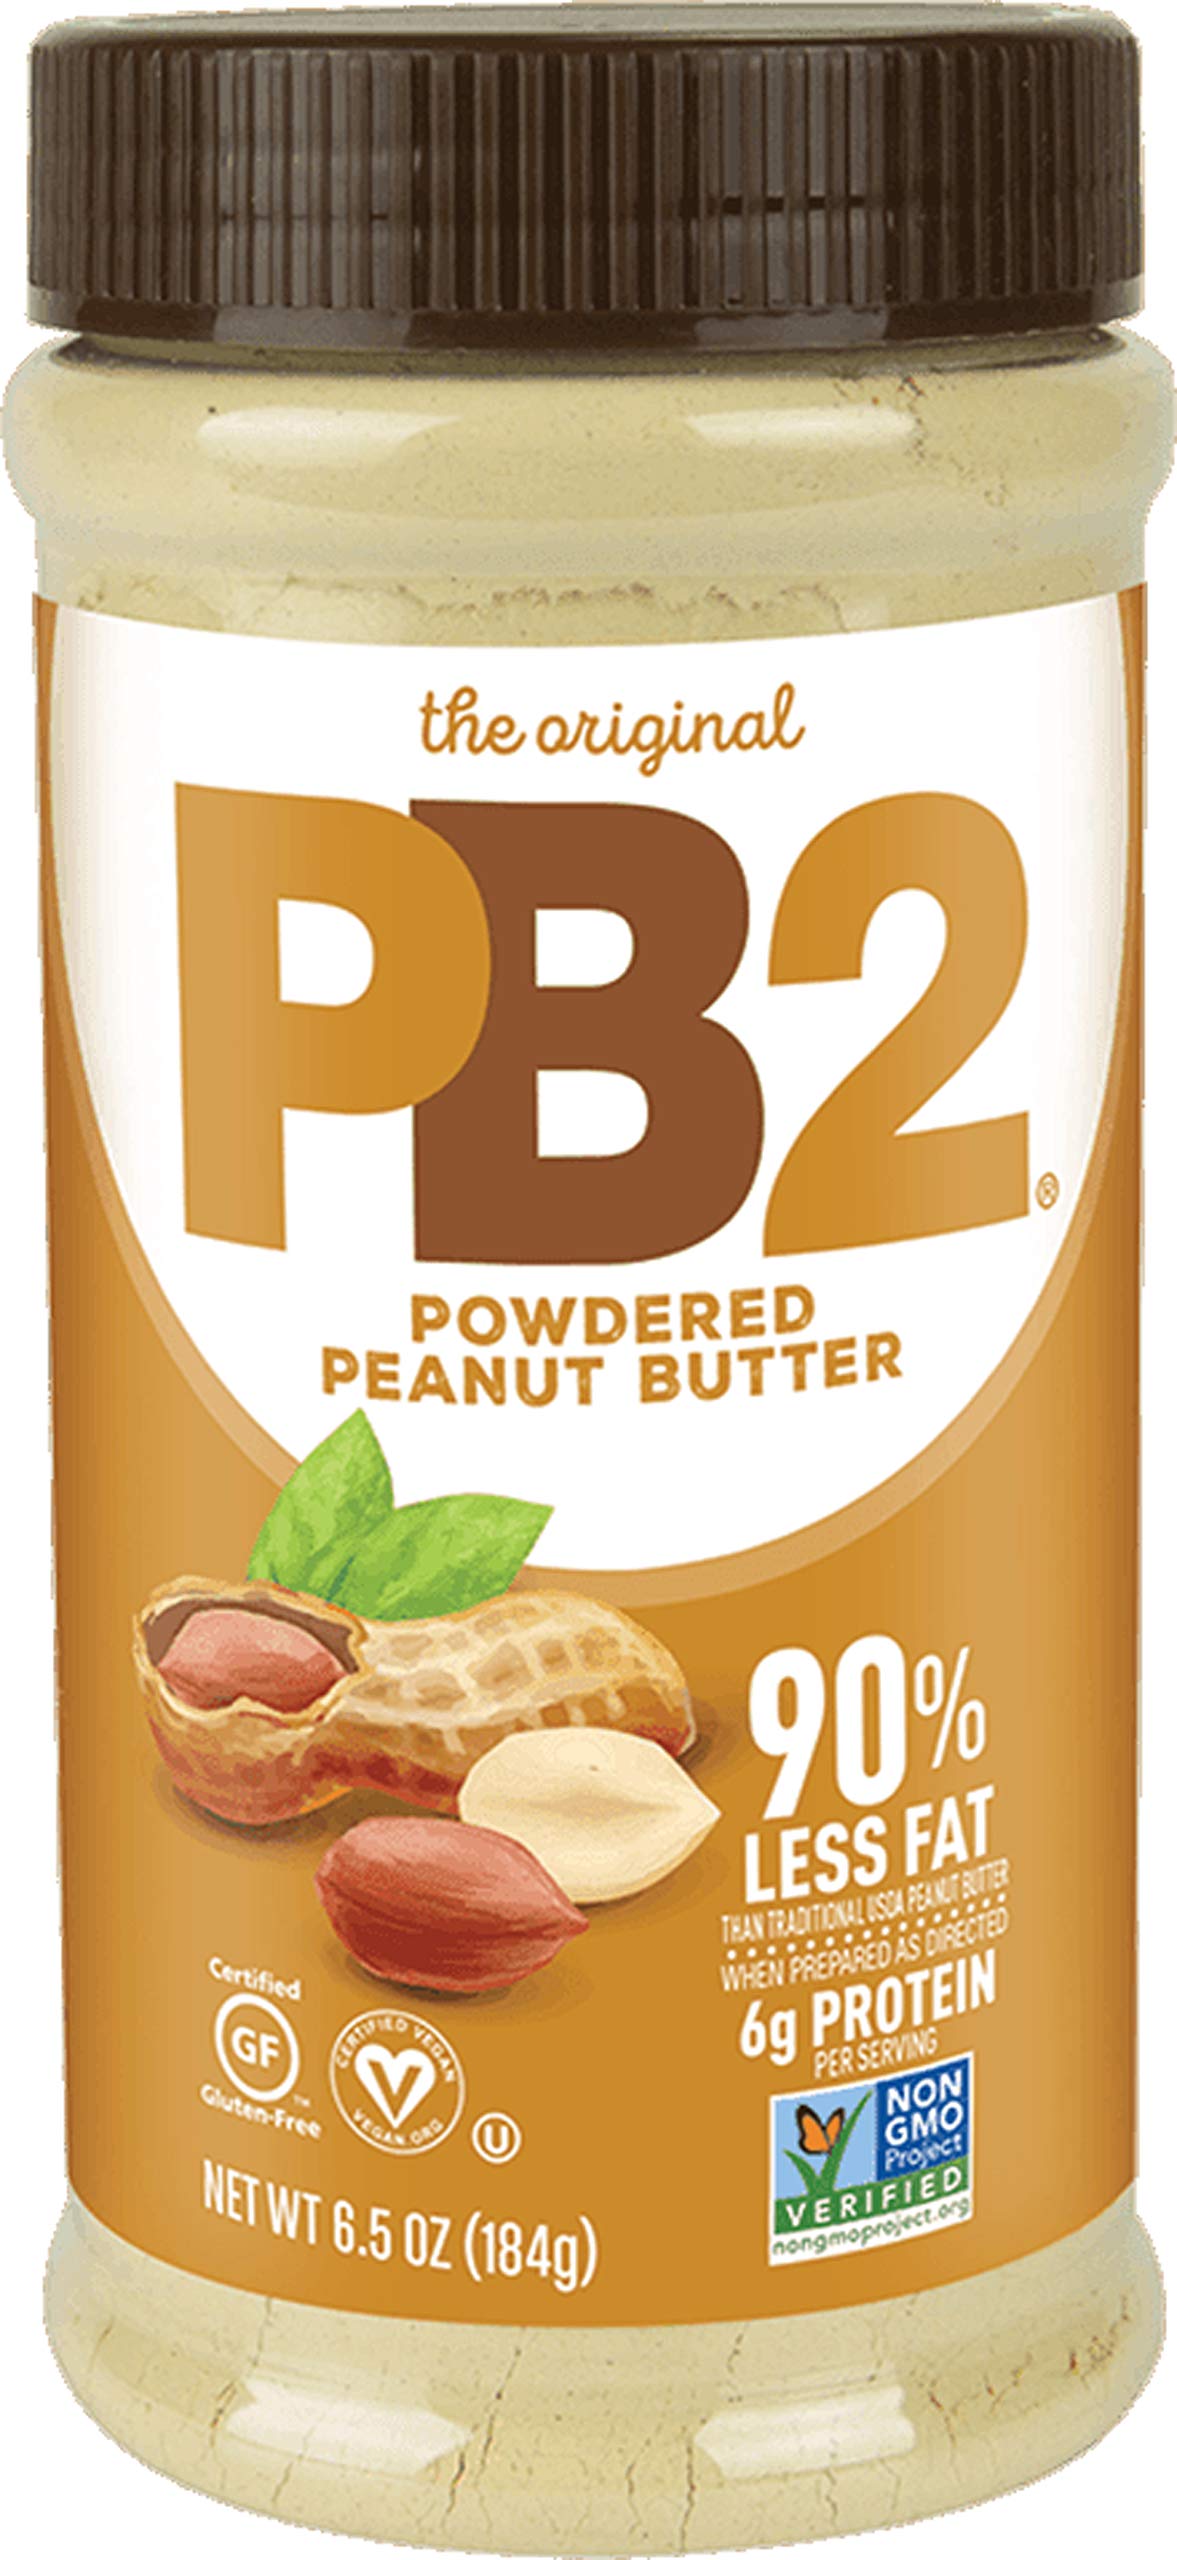 the original
PB2®
POWDERED
PEANUT BUTTER
90%
LESS FAT
THAN TRADITIONAL USDA PEANUT BUTTER
WHEN PREPARED AS DIRECTED
6g PROTEIN
PER SERVING
Certified
GF
Gluten-Free™
CERTIFIED VEGAN
V
VEGAN.ORG
U
NON
GMO
Project
VERIFIED
nongmoproject.org
NET WT 6.5 OZ (184g)